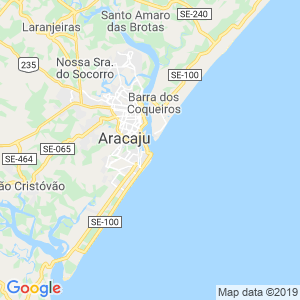 Santo Amaro
das Brotas
SE-240
Laranjeiras
235
Nossa Sra.
do Socorro
SE-100
Barra dos
Coqueiros
Aracaju
SE-065
SE-464
ão Cristóvão
SE-100
Map data ©2019